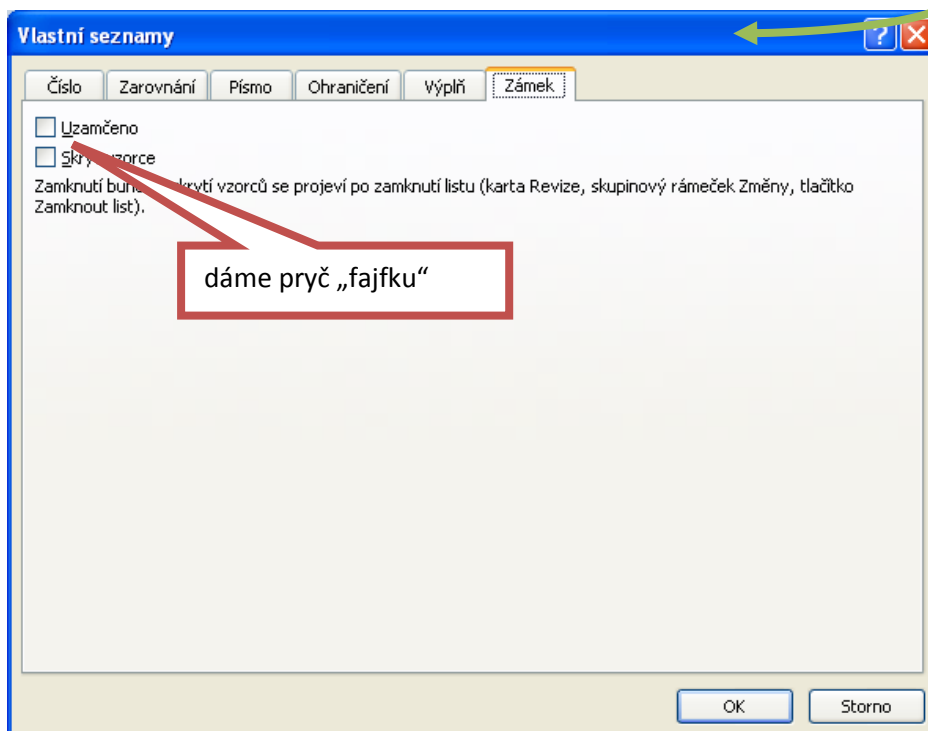 Vlastní seznamy
Číslo Zarovnání Písmo Ohraničení Výplň Zámek
Uzamčeno
vzorce
Zamknutí krytí vzorců se projeví po zamknutí listu (karta Revize, skupinový rámeček Změny, tlačítko
Zamknout list).
dáme pryč „fajfku“
OK Storno